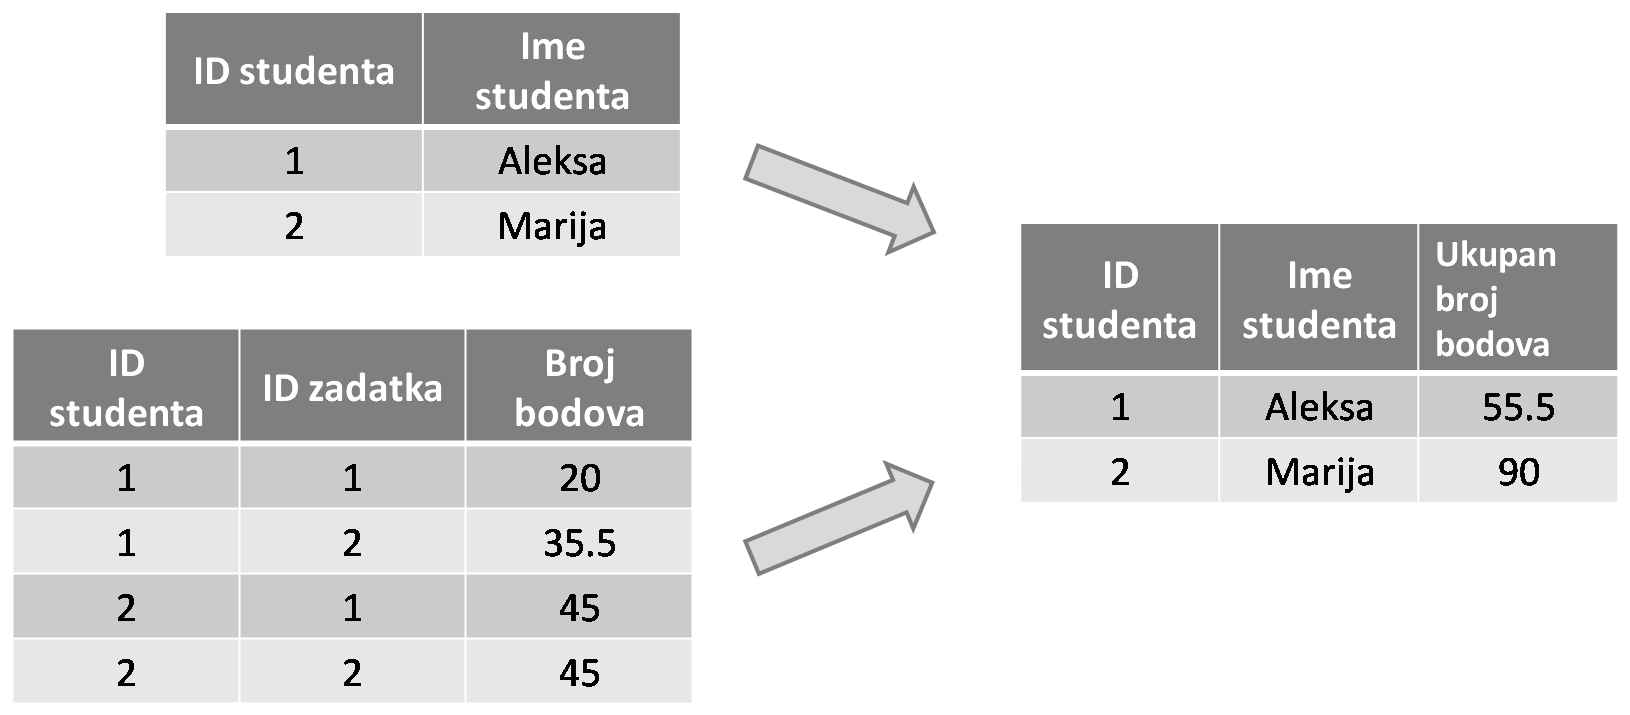 ID studenta Ime
studenta
1 Aleksa
2 Marija
ID
studenta ID zadatka Broj
bodova
1 1 20
1 2 35.5
2 1 45
2 2 45
ID
studenta Ime
studenta Ukupan
broj
bodova
1 Aleksa 55.5
2 Marija 90